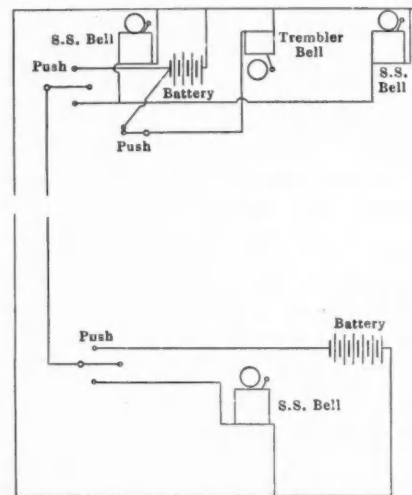 S.S. Bell
Trembler
Bell
S.S.
Bell
Push
Battery
Push
Push
Battery
S.S. Bell